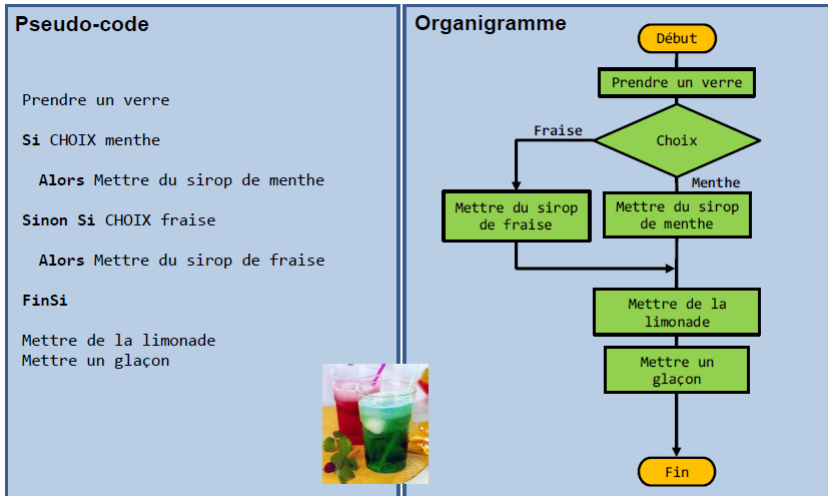 Pseudo-code
Prendre un verre
Si CHOIX menthe
Alors Mettre du sirop de menthe
Sinon Si CHOIX fraise
Alors Mettre du sirop de fraise
FinSi
Mettre de la limonade
Mettre un glaçon
Organigramme
Début
Prendre un verre
Fraise
Choix
Menthe
Mettre du sirop
de fraise
Mettre du sirop
de menthe
Mettre de la
limonade
Mettre un
glaçon
Fin